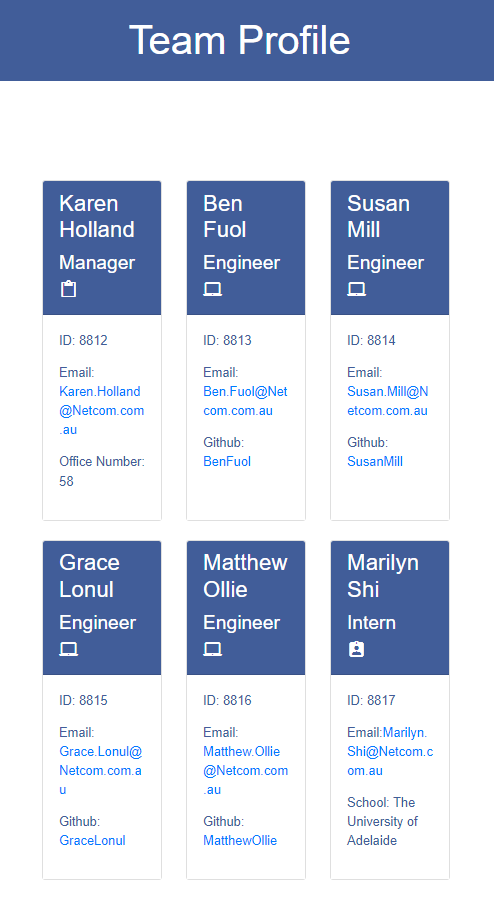 Team Profile
Karen
Holland
Manager
ID: 8812
Email:
Karen.Holland
@Netcom.com
.au
Office Number:
58
Ben
Fuol
Engineer
ID: 8813
Email:
Ben.Fuol@Net
com.com.au
Github:
BenFuol
Susan
Mill
Engineer
ID: 8814
Email:
Susan.Mill@N
etcom.com.au
Github:
SusanMill
Grace
Lonul
Engineer
ID: 8815
Email:
Grace.Lonul@
Netcom.com.a
u
Github:
GraceLonul
Matthew
Ollie
Engineer
ID: 8816
Email:
Matthew.Ollie
@Netcom.com
.au
Github:
MatthewOllie
Marilyn
Shi
Intern
ID: 8817
Email:Marilyn.
Shi@Netcom.c
om.au
School: The
University of
Adelaide